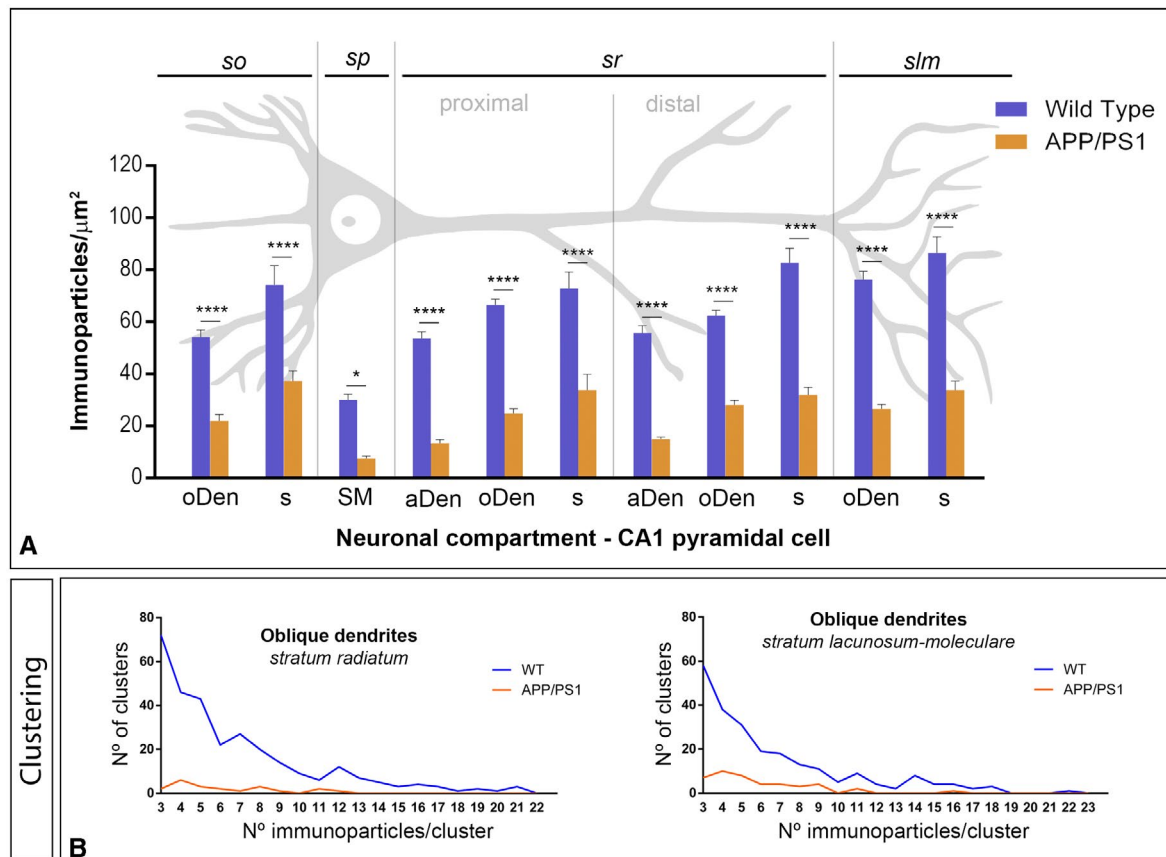 so sp sr slm
proximal distal
Wild Type
APP/PS1
Immunoparticles/μm²
120
100
80
60
40
20
0
**** **** * **** **** **** **** **** **** **** ****
oDen s SM aDen oDen s aDen oDen s oDen s
Neuronal compartment - CA1 pyramidal cell
A
Clustering
Oblique dendrites
stratum radiatum
WT
APP/PS1
Nº of clusters
80
60
40
20
0
3 4 5 6 7 8 9 10 11 12 13 14 15 16 17 18 19 20 21 22
Nº immunoparticles/cluster
Oblique dendrites
stratum lacunosum-moleculare
WT
APP/PS1
Nº of clusters
80
60
40
20
0
3 4 5 6 7 8 9 10 11 12 13 14 15 16 17 18 19 20 21 22 23
Nº immunoparticles/cluster
B